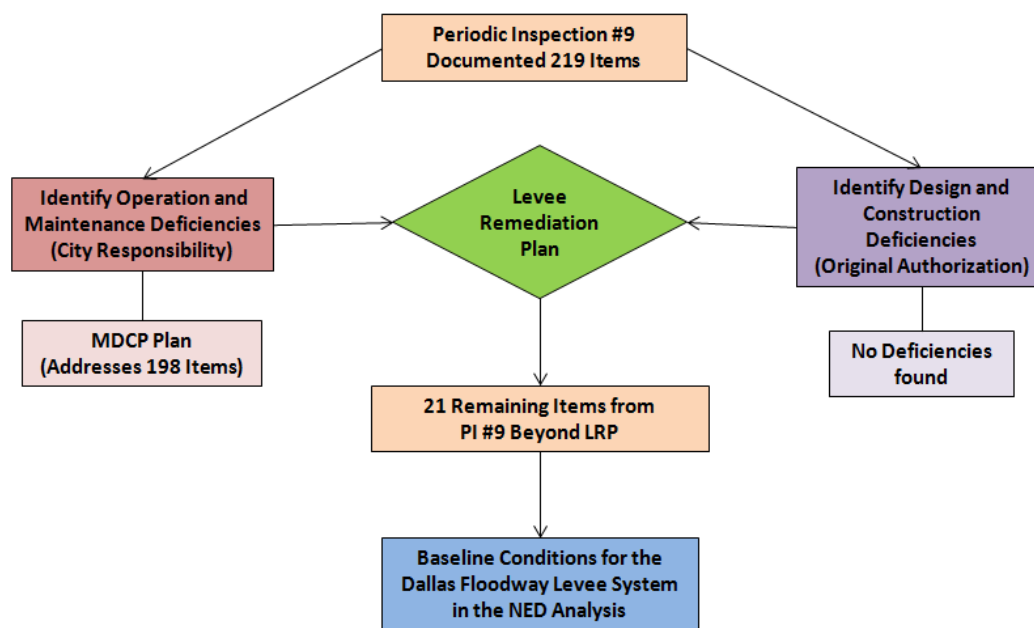 Periodic Inspection #9
Documented 219 Items
Identify Operation and
Maintenance Deficiencies
(City Responsibility)
Levee
Remediation
Plan
Identify Design and
Construction
Deficiencies
(Original Authorization)
MDCP Plan
(Addresses 198 Items)
No Deficiencies
found
21 Remaining Items from
PI #9 Beyond LRP
Baseline Conditions for the
Dallas Floodway Levee System
in the NED Analysis